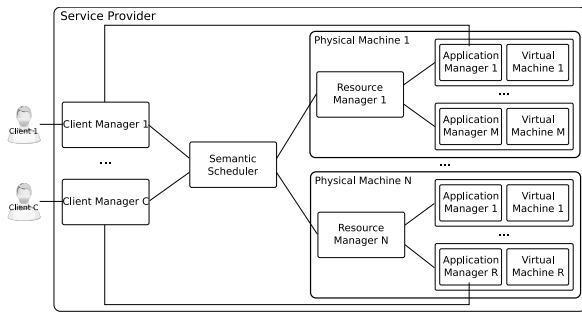 Service Provider
Physical Machine 1
Application
Manager 1
Virtual
Machine 1
...
Resource
Manager 1
Application
Manager M
Virtual
Machine M
Client 1
Client Manager 1
...
Semantic
Scheduler
...
Client C
Client Manager C
Physical Machine N
Application
Manager 1
Virtual
Machine 1
...
Resource
Manager N
Application
Manager R
Virtual
Machine R